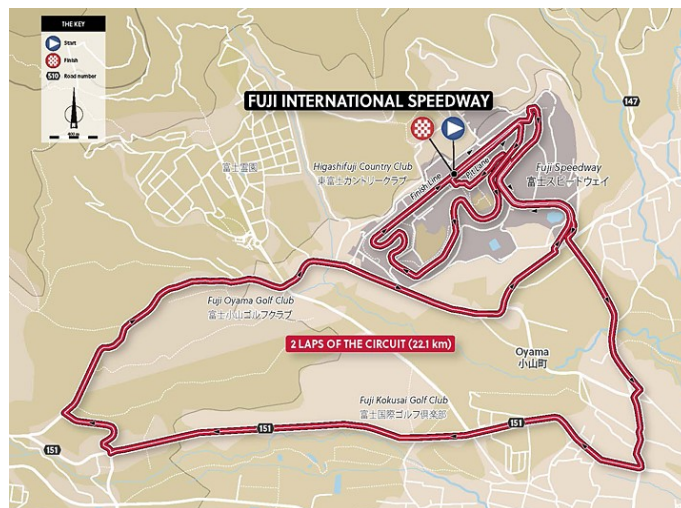 THE KEY
Start
Finish
S10 Road number
400 m
FUJI INTERNATIONAL SPEEDWAY
147
富士霊園
Higashifuji Country Club
東富士カントリークラブ
Finish Line
Pit Lane
Fuji Speedway
富士スピードウェイ
Fuji Oyama Golf Club
富士小山ゴルフクラブ
2 LAPS OF THE CIRCUIT (22.1 km)
Oyama
小山町
Fuji Kokusai Golf Club
富士国際ゴルフ倶楽部
151
151
151
151